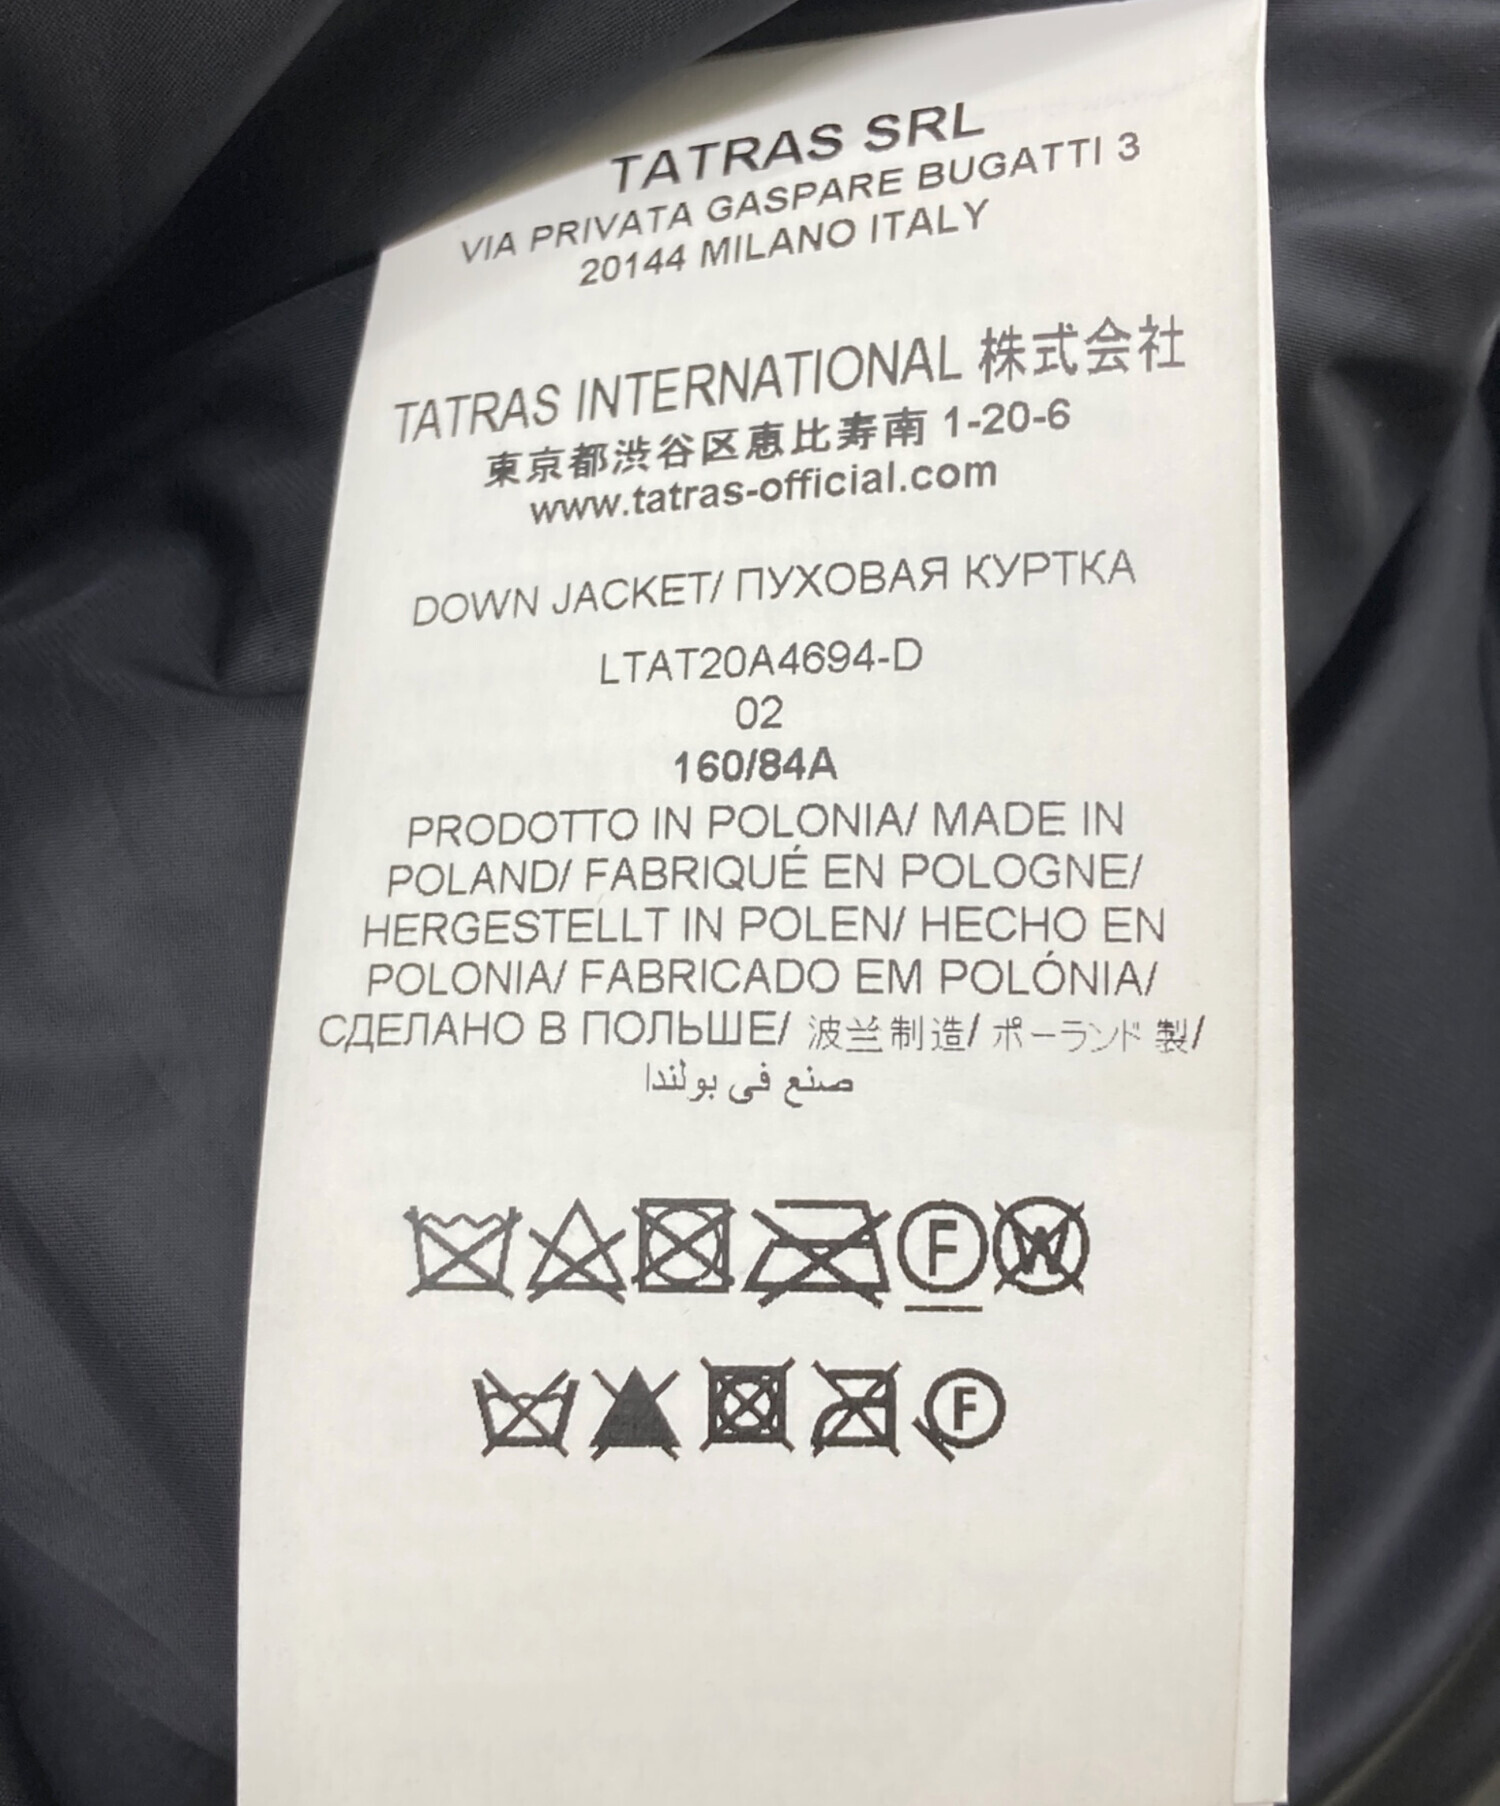 TATRAS SRL
VIA PRIVATA GASPARE BUGATTI 3
20144 MILANO ITALY
TATRAS INTERNATIONAL 株式会社
東京都渋谷区恵比寿南 1-20-6
www.tatras-official.com
DOWN JACKET/ ПУХОВАЯ КУРТКА
LTAT20A4694-D
02
160/84A
PRODOTTO IN POLONIA/ MADE IN
POLAND/ FABRIQUÉ EN POLOGNE/
HERGESTELLT IN POLEN/ HECHO EN
POLONIA/ FABRICADO EM POLÓNIA/
СДЕЛАНО В ПОЛЬШЕ/ 波兰制造/ ポーランド 製/
صنع في بولندا
F W
F